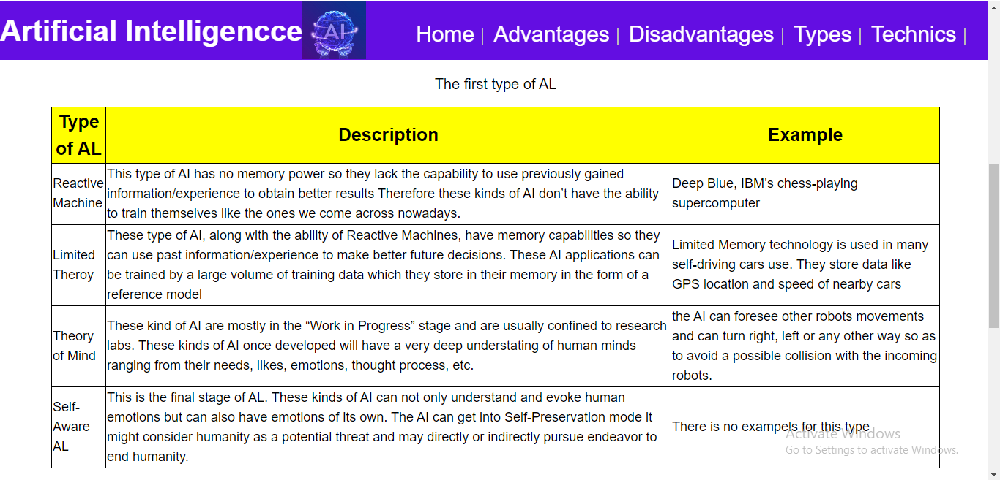 Artificial Intelligencce
AI
Home | Advantages | Disadvantages | Types | Technics |
The first type of AL
Type
of AL
Description
Example
Reactive
Machine
This type of AI has no memory power so they lack the capability to use previously gained
information/experience to obtain better results Therefore these kinds of AI don’t have the ability
to train themselves like the ones we come across nowadays.
Deep Blue, IBM’s chess-playing
supercomputer
Limited
Theroy
These type of AI, along with the ability of Reactive Machines, have memory capabilities so they
can use past information/experience to make better future decisions. These AI applications can
be trained by a large volume of training data which they store in their memory in the form of a
reference model
Limited Memory technology is used in many
self-driving cars use. They store data like
GPS location and speed of nearby cars
Theory
of Mind
These kind of AI are mostly in the “Work in Progress” stage and are usually confined to research
labs. These kinds of AI once developed will have a very deep understating of human minds
ranging from their needs, likes, emotions, thought process, etc.
the AI can foresee other robots movements
and can turn right, left or any other way so as
to avoid a possible collision with the incoming
robots.
Self-
Aware
AL
This is the final stage of AL. These kinds of AI can not only understand and evoke human
emotions but can also have emotions of its own. The AI can get into Self-Preservation mode it
might consider humanity as a potential threat and may directly or indirectly pursue endeavor to
end humanity.
There is no exampels for this type
Activate Windows
Go to Settings to activate Windows.